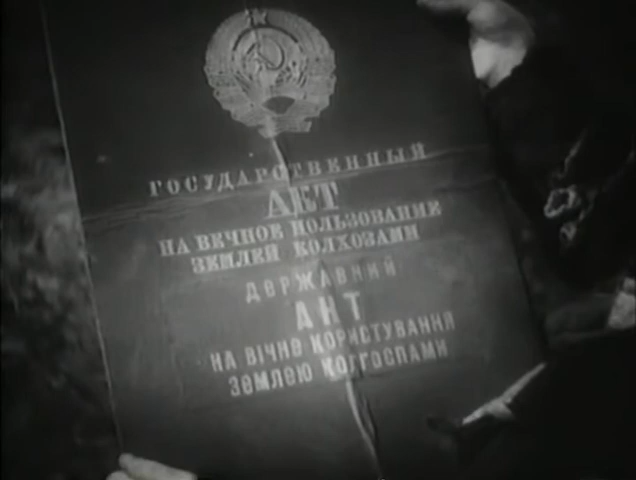 ГОСУДАРСТВЕННЫЙ
АКТ
НА ВЕЧНОЕ ПОЛЬЗОВАНИЕ
ЗЕМЛЕЙ КОЛХОЗАМИ
ДЕРЖАВНИЙ
АКТ
НА ВІЧНЕ КОРИСТУВАННЯ
ЗЕМЛЕЮ КОЛГОСПАМИ